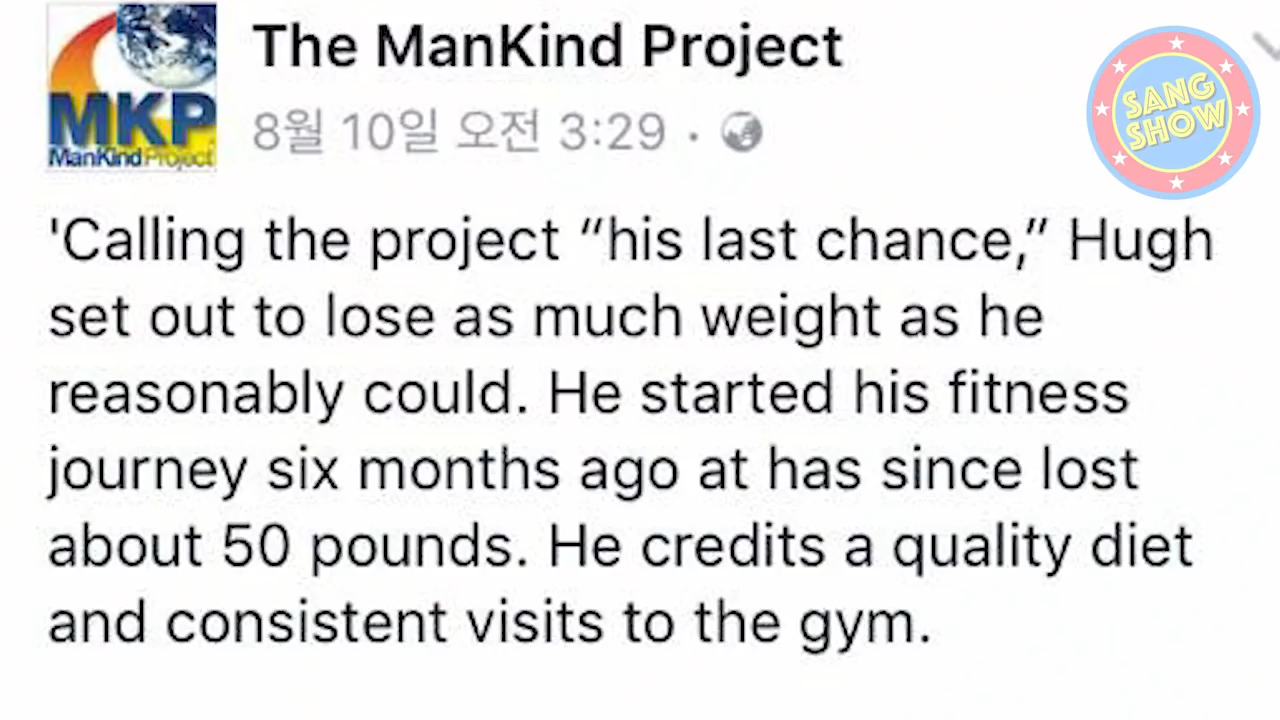 The ManKind Project
8월 10일 오전 3:29 ·
MKP
ManKind Project
SANG
SHOW
'Calling the project “his last chance,” Hugh
set out to lose as much weight as he
reasonably could. He started his fitness
journey six months ago at has since lost
about 50 pounds. He credits a quality diet
and consistent visits to the gym.